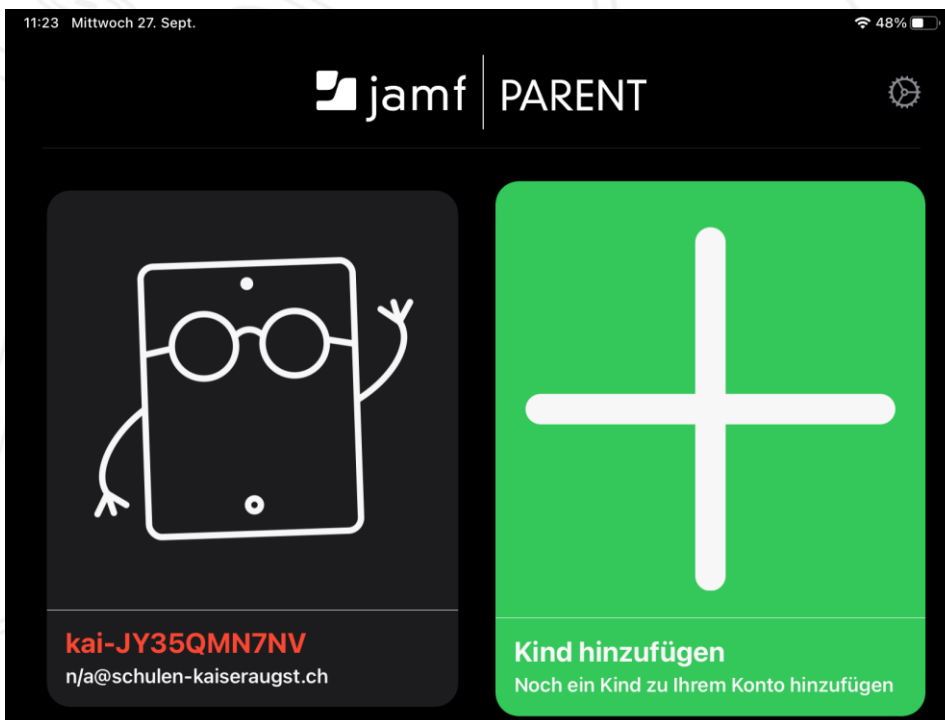 11:23 Mittwoch 27. Sept.
48%
jamf PARENT
kai-JY35QMN7NV
n/a@schulen-kaiseraugst.ch
Kind hinzufügen
Noch ein Kind zu Ihrem Konto hinzufügen